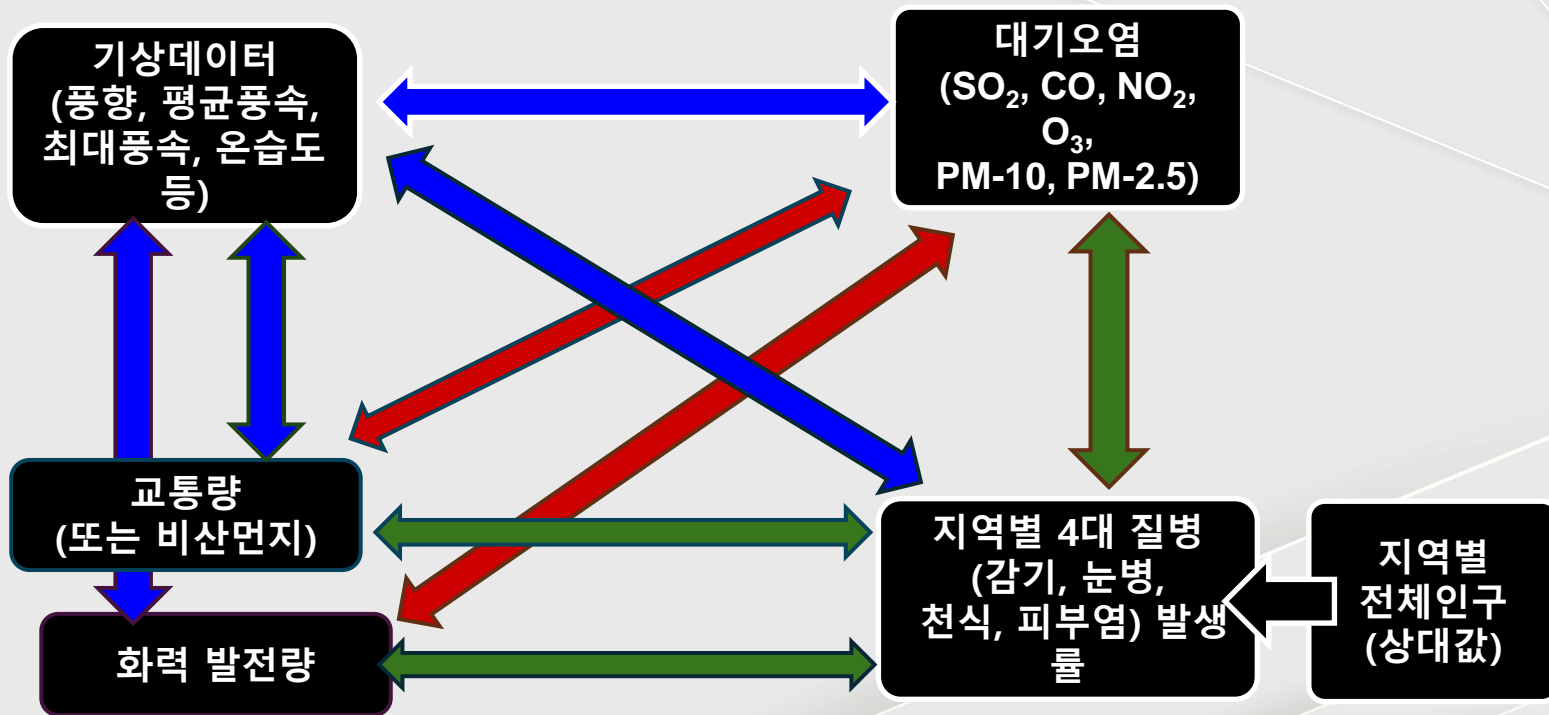 기상데이터
(풍향, 평균풍속,
최대풍속, 온습도
등)
대기오염
(SO₂, CO, NO₂,
O₃,
PM-10, PM-2.5)
교통량
(또는 비산먼지)
화력 발전량
지역별 4대 질병
(감기, 눈병,
천식, 피부염) 발생
률
지역별
전체인구
(상대값)